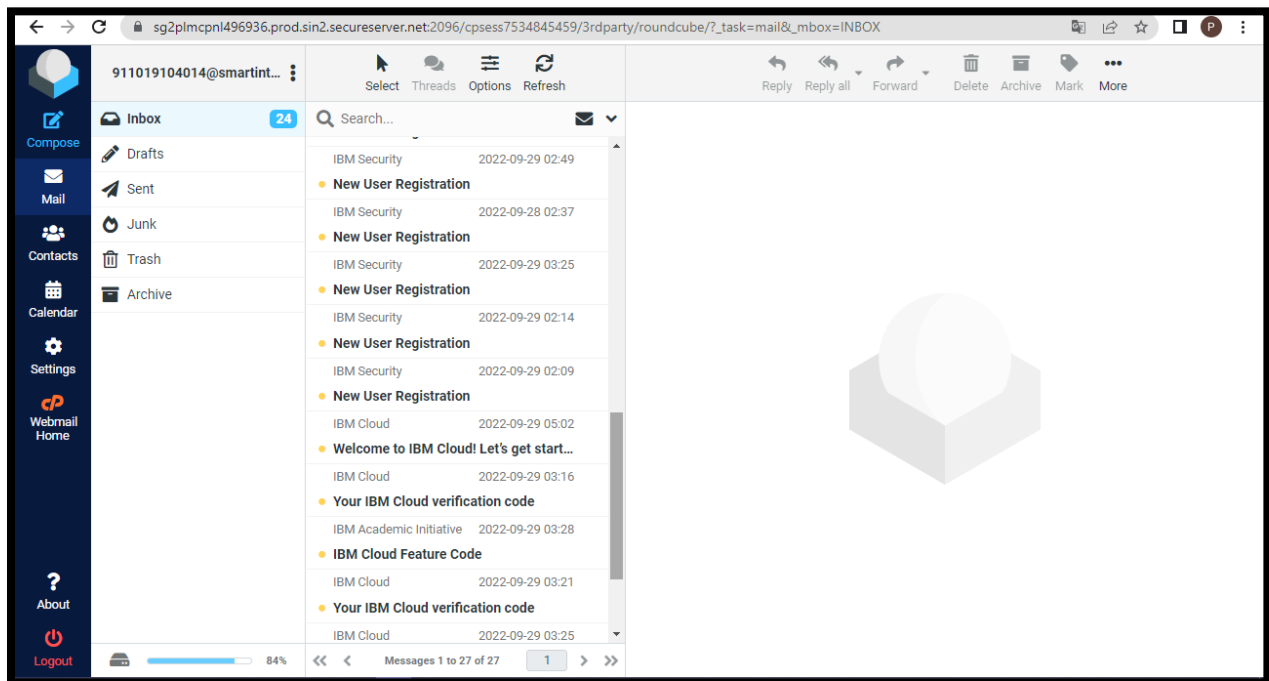 sg2plmcpnl496936.prod.sin2.secureserver.net:2096/cpsess7534845459/3rdparty/roundcube/?_task=mail&_mbox=INBOX
P
911019104014@smartint...
Select Threads Options Refresh
Reply Reply all Forward Delete Archive Mark More
Compose
Mail
Contacts
Calendar
Settings
cP
Webmail
Home
About
Logout
Inbox 24
Drafts
Sent
Junk
Trash
Archive
84%
Search...
IBM Security 2022-09-29 02:49
New User Registration
IBM Security 2022-09-28 02:37
New User Registration
IBM Security 2022-09-29 03:25
New User Registration
IBM Security 2022-09-29 02:14
New User Registration
IBM Security 2022-09-29 02:09
New User Registration
IBM Cloud 2022-09-29 05:02
Welcome to IBM Cloud! Let's get start...
IBM Cloud 2022-09-29 03:16
Your IBM Cloud verification code
IBM Academic Initiative 2022-09-29 03:28
IBM Cloud Feature Code
IBM Cloud 2022-09-29 03:21
Your IBM Cloud verification code
IBM Cloud 2022-09-29 03:25
Messages 1 to 27 of 27 1